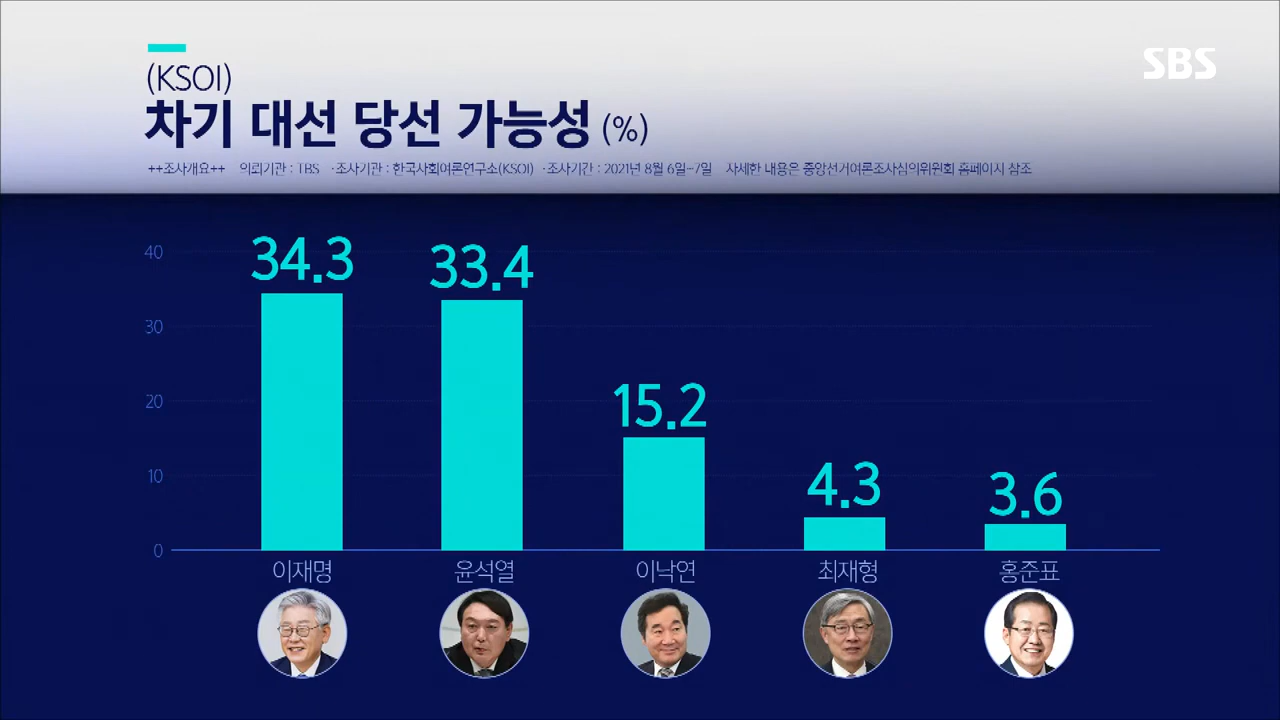 SBS
(KSOI)
차기 대선 당선 가능성 (%)
++조사개요++ 의뢰기관 : TBS ·조사기관 : 한국사회여론연구소(KSOI) ·조사기간 : 2021년 8월 6일~7일 자세한 내용은 중앙선거여론조사심의위원회 홈페이지 참조
40
30
20
10
0
34.3
33.4
15.2
4.3
3.6
이재명
윤석열
이낙연
최재형
홍준표